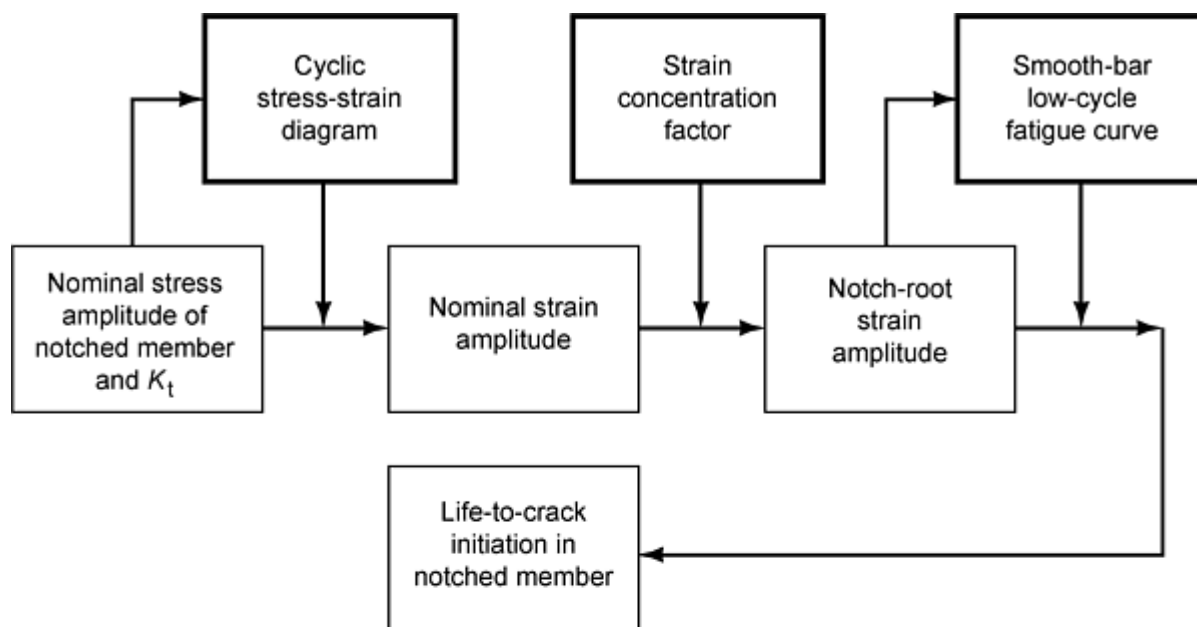 Cyclic
stress-strain
diagram
Strain
concentration
factor
Smooth-bar
low-cycle
fatigue curve
Nominal stress
amplitude of
notched member
and Kt
Nominal strain
amplitude
Notch-root
strain
amplitude
Life-to-crack
initiation in
notched member